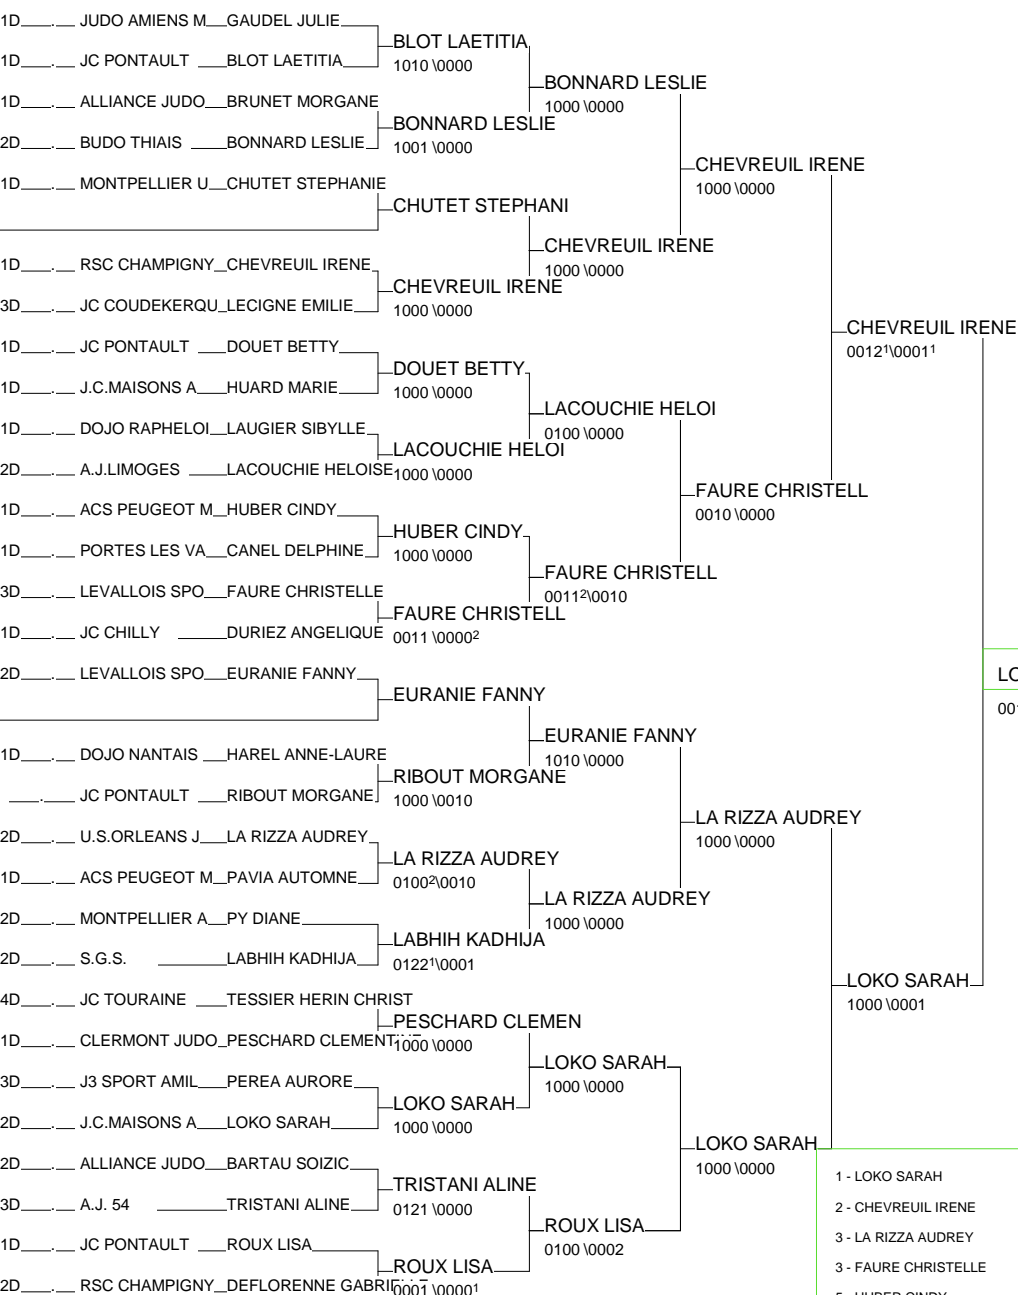 1D___.__ JUDO AMIENS M__GAUDEL JULIE
1D___.__ JC PONTAULT ___BLOT LAETITIA
1D___.__ ALLIANCE JUDO__BRUNET MORGANE
2D___.__ BUDO THIAIS ____BONNARD LESLIE
1D___.__ MONTPELLIER U__CHUTET STEPHANIE
1D___.__ RSC CHAMPIGNY_CHEVREUIL IRENE
3D___.__ JC COUDEKERQU_LECIGNE EMILIE
1D___.__ JC PONTAULT ___DOUET BETTY
1D___.__ J.C.MAISONS A___HUARD MARIE
1D___.__ DOJO RAPHELOI__LAUGIER SIBYLLE
2D___.__ A.J.LIMOGES ____LACOUCHIE HELOISE
1D___.__ ACS PEUGEOT M_HUBER CINDY
1D___.__ PORTES LES VA__CANEL DELPHINE
3D___.__ LEVALLOIS SPO__FAURE CHRISTELLE
1D___.__ JC CHILLY _____DURIEZ ANGELIQUE
2D___.__ LEVALLOIS SPO__EURANIE FANNY
1D___.__ DOJO NANTAIS ___HAREL ANNE-LAURE
___.___ JC PONTAULT ___RIBOUT MORGANE
2D___.__ U.S.ORLEANS J___LA RIZZA AUDREY
1D___.__ ACS PEUGEOT M_PAVIA AUTOMNE
2D___.__ MONTPELLIER A__PY DIANE
2D___.__ S.G.S. _______LABHIH KADHIJA
4D___.__ JC TOURAINE ___TESSIER HERIN CHRIST
1D___.__ CLERMONT JUDO_PESCHARD CLEMENTINE
3D___.__ J3 SPORT AMIL___PEREA AURORE
2D___.__ J.C.MAISONS A___LOKO SARAH
2D___.__ ALLIANCE JUDO__BARTAU SOIZIC
3D___.__ A.J. 54 _______TRISTANI ALINE
1D___.__ JC PONTAULT ___ROUX LISA
2D___.__ RSC CHAMPIGNY_DEFLORENNE GABRIELLE
BLOT LAETITIA
1010 \0000
BONNARD LESLIE
1001 \0000
CHUTET STEPHANI
CHEVREUIL IRENE
1000 \0000
DOUET BETTY
1000 \0000
LACOUCHIE HELOI
1000 \0000
HUBER CINDY
1000 \0000
FAURE CHRISTELL
0011 \0000²
EURANIE FANNY
RIBOUT MORGANE
1000 \0010
LA RIZZA AUDREY
0100²\0010
LABHIH KADHIJA
0122¹\0001
PESCHARD CLEMEN
1000 \0000
LOKO SARAH
1000 \0000
TRISTANI ALINE
0121 \0000
ROUX LISA
0001 \0000¹
BONNARD LESLIE
1000 \0000
CHEVREUIL IRENE
1000 \0000
LACOUCHIE HELOI
0100 \0000
FAURE CHRISTELL
0011²\0010
EURANIE FANNY
1010 \0000
LA RIZZA AUDREY
1000 \0000
LOKO SARAH
1000 \0000
ROUX LISA
0100 \0002
CHEVREUIL IRENE
1000 \0000
FAURE CHRISTELL
0010 \0000
LA RIZZA AUDREY
1000 \0000
LOKO SARAH
1000 \0000
CHEVREUIL IRENE
0012¹\0001¹
LOKO SARAH
1000 \0001
LO
001
1 - LOKO SARAH
2 - CHEVREUIL IRENE
3 - LA RIZZA AUDREY
3 - FAURE CHRISTELLE
5 - HUBER CINDY